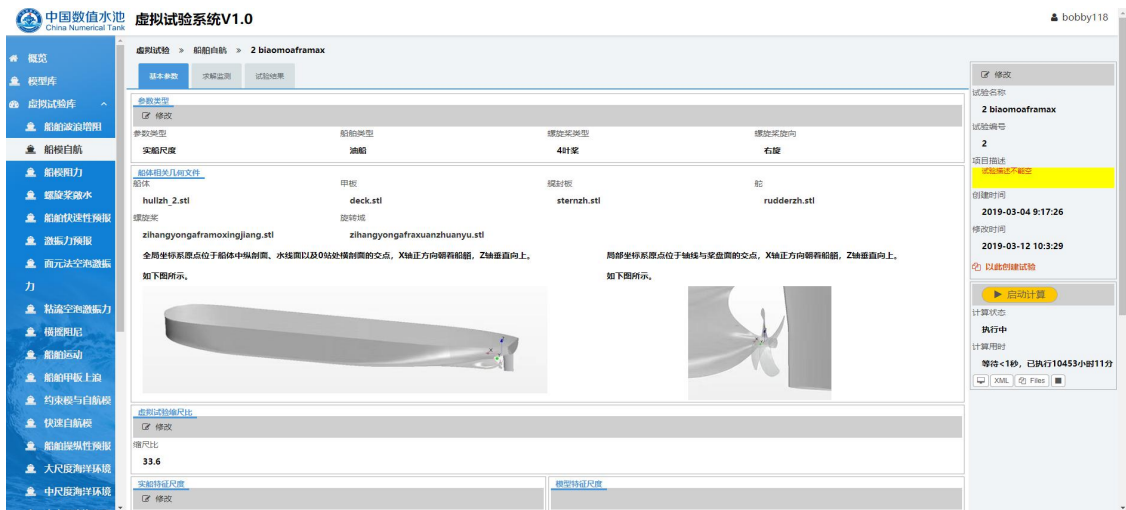 中国数值水池
China Numerical Tank
虚拟试验系统V1.0
bobby118
概览
模型库
虚拟试验库
船舶波浪增阻
船模自航
船模阻力
螺旋桨敞水
船舶快速性预报
激振力预报
面元法空泡激振
力
粘流空泡激振力
横摇阻尼
船舶运动
船舶甲板上浪
约束模与自航模
快速自航模
船舶操纵性预报
大尺度海洋环境
中尺度海洋环境
虚拟试验 » 船舶自航 » 2 biaomoaframax
基本参数 求解监测 试验结果
参数类型
修改
参数类型 船舶类型 螺旋桨类型 螺旋桨旋向
实船尺度 油船 4叶桨 右旋
船体相关几何文件
船体 甲板 艉封板 舵
hullzh_2.stl deck.stl sternzh.stl rudderzh.stl
螺旋桨 旋转域
zihangyongaframoxingjiang.stl zihangyongafraxuanzhuanyu.stl
全局坐标系原点位于船体中纵剖面、水线面以及0站处横剖面的交点，X轴正方向朝着船艏，Z轴垂直向上。
如下图所示。
局部坐标系原点位于轴线与桨盘面的交点，X轴正方向朝着船艏，Z轴垂直向上。
如下图所示。
虚拟试验缩尺比
修改
缩尺比
33.6
实船特征尺度 模型特征尺度
修改
修改
试验名称
2 biaomoaframax
试验编号
2
项目描述
试验描述不能空
创建时间
2019-03-04 9:17:26
修改时间
2019-03-12 10:3:29
以此创建试验
启动计算
计算状态
执行中
计算用时
等待<1秒，已执行10453小时11分
XML Files